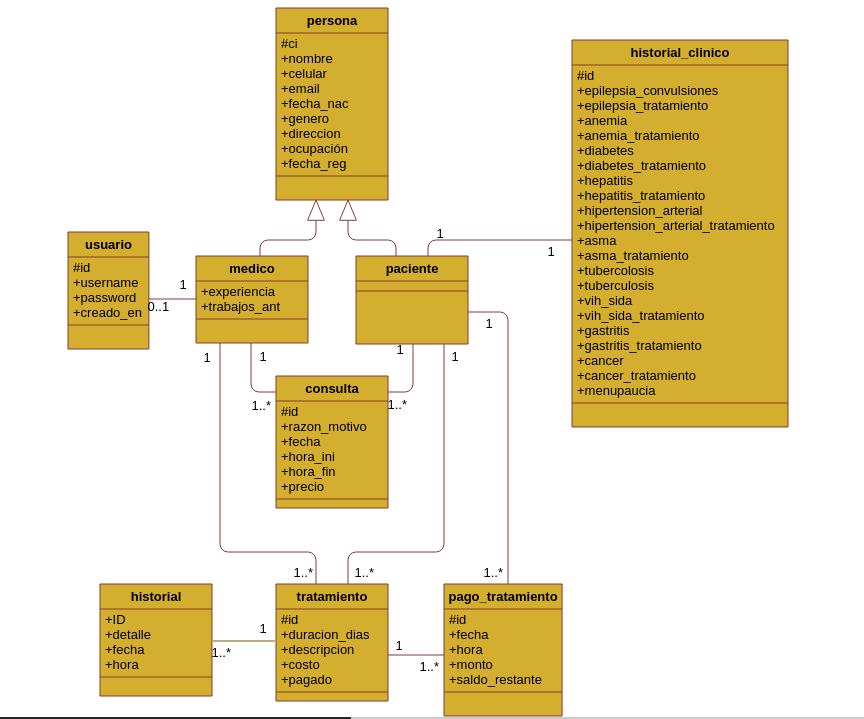 persona
#ci
+nombre
+celular
+email
+fecha_nac
+genero
+direccion
+ocupación
+fecha_reg
historial_clinico
#id
+epilepsia_convulsiones
+epilepsia_tratamiento
+anemia
+anemia_tratamiento
+diabetes
+diabetes_tratamiento
+hepatitis
+hepatitis_tratamiento
+hipertension_arterial
+hipertension_arterial_tratamiento
+asma
+asma_tratamiento
+tubercolosis
+tuberculosis
+vih_sida
+vih_sida_tratamiento
+gastritis
+gastritis_tratamiento
+cancer
+cancer_tratamiento
+menupaucia
1
1
usuario
#id
+username
+password
+creado_en
1
0..1
medico
+experiencia
+trabajos_ant
paciente
1
1
1
1
1
1..*
1..*
consulta
#id
+razon_motivo
+fecha
+hora_ini
+hora_fin
+precio
1..*
1..*
1..*
historial
+ID
+detalle
+fecha
+hora
1
1..*
tratamiento
#id
+duracion_dias
+descripcion
+costo
+pagado
1
1..*
pago_tratamiento
#id
+fecha
+hora
+monto
+saldo_restante